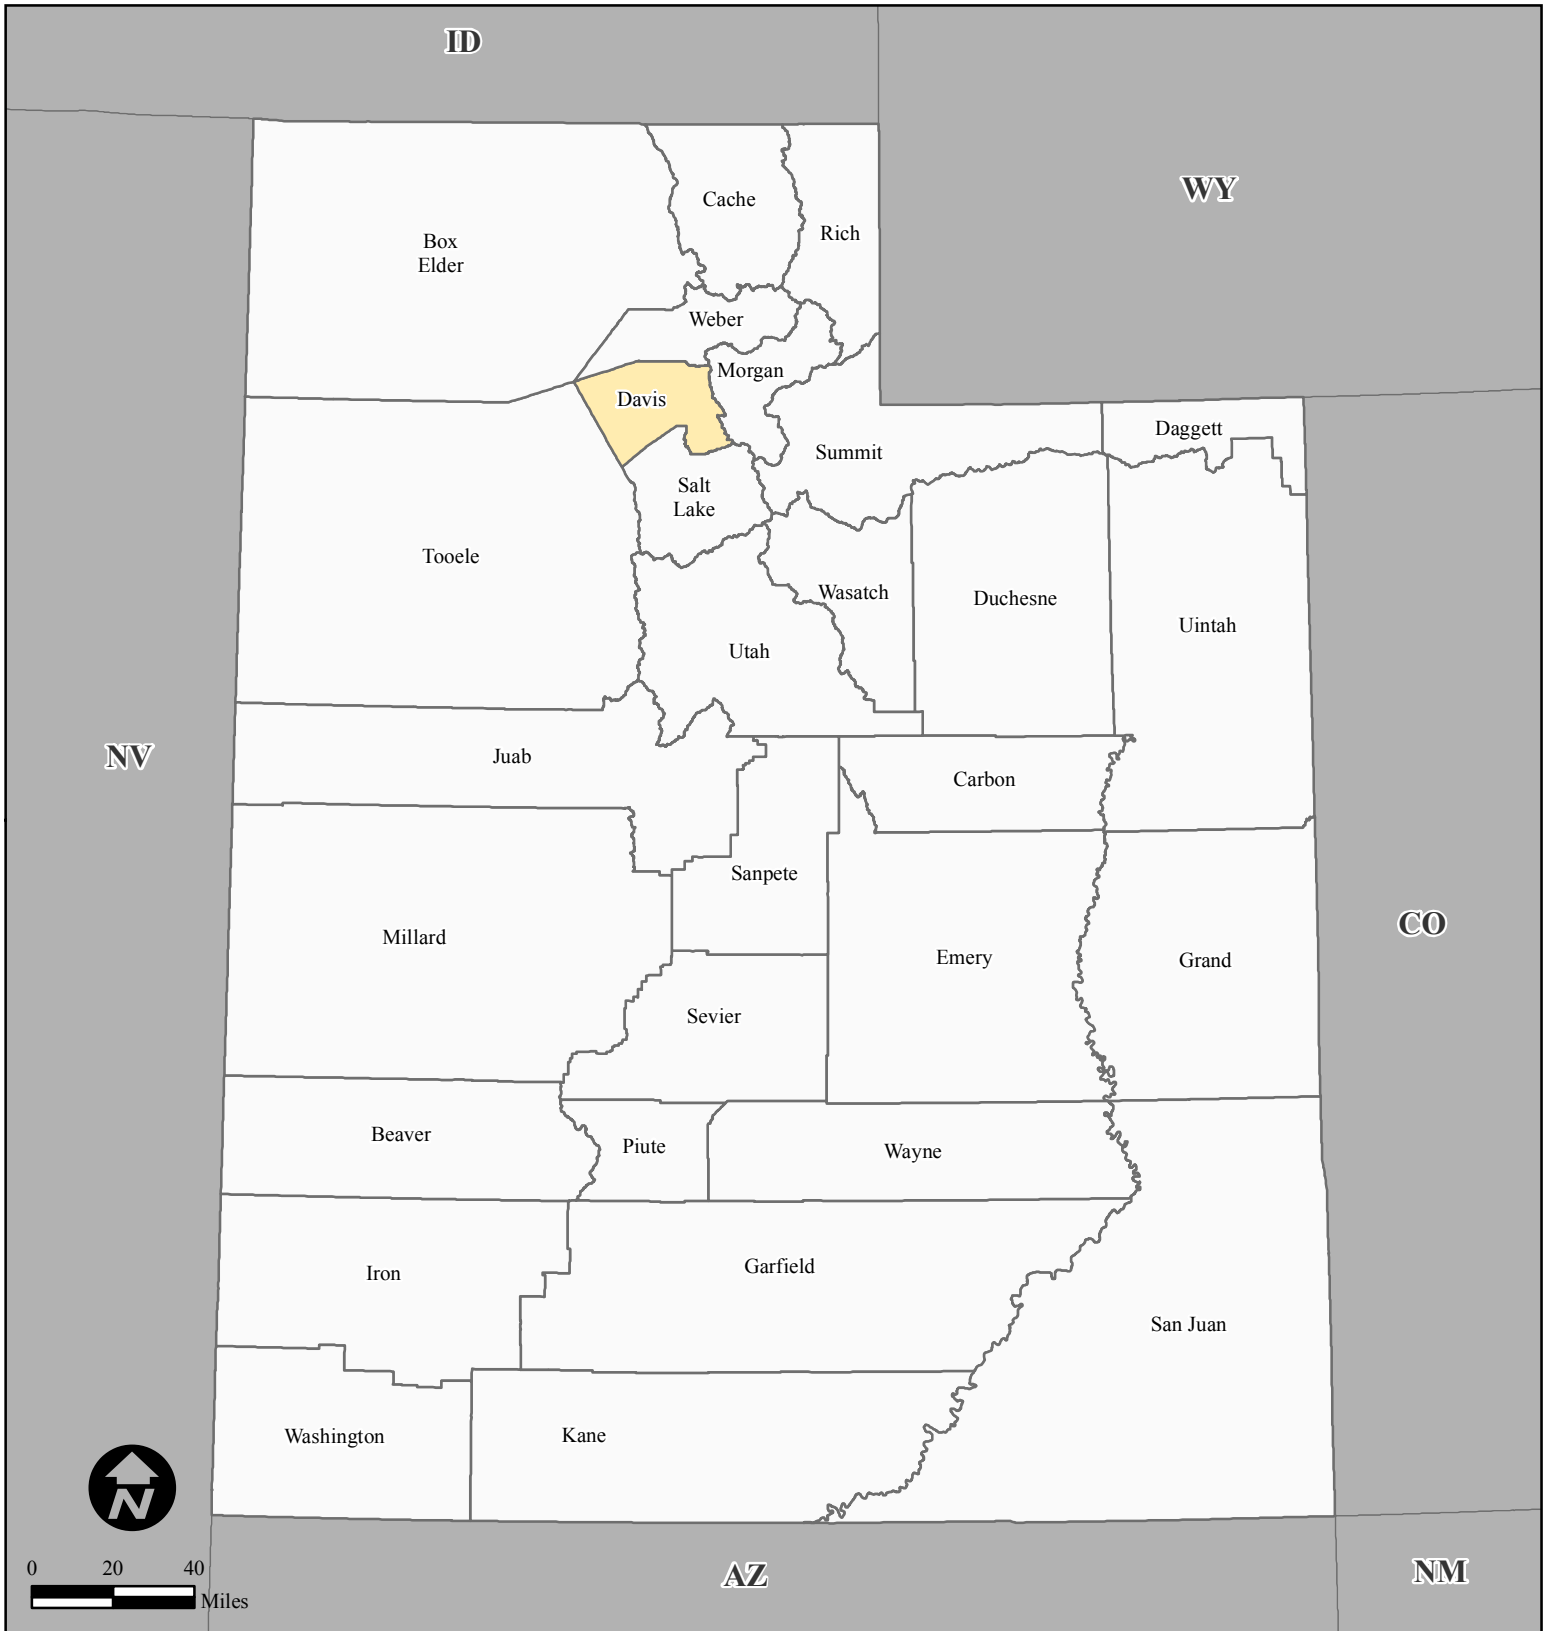 ID
WY
Cache
Rich
Box
Elder
Weber
Morgan
Davis
Daggett
Summit
Salt
Lake
Tooele
Wasatch
Duchesne
Uintah
Utah
NV
Juab
Carbon
Sanpete
CO
Millard
Emery
Grand
Sevier
Beaver
Piute
Wayne
Iron
Garfield
San Juan
Washington
Kane
N
0 20 40
Miles
AZ
NM